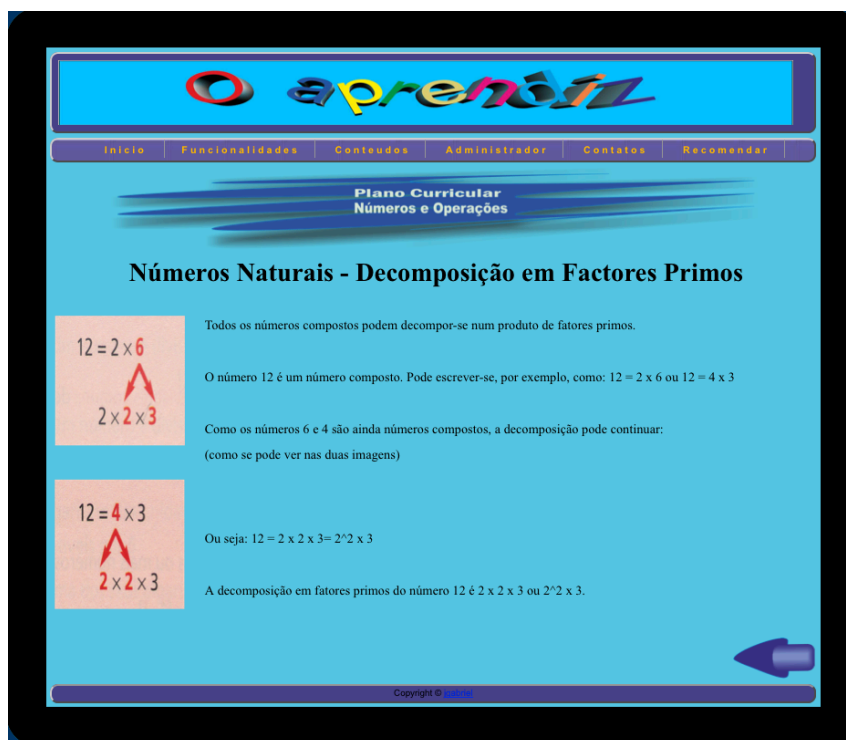 O aprendiz
Inicio Funcionalidades Conteudos Administrador Contatos Recomendar
Plano Curricular
Números e Operações
Números Naturais - Decomposição em Factores Primos
12 = 2 x 6
2 x 2 x 3
Todos os números compostos podem decompor-se num produto de fatores primos.
O número 12 é um número composto. Pode escrever-se, por exemplo, como: 12 = 2 x 6 ou 12 = 4 x 3
Como os números 6 e 4 são ainda números compostos, a decomposição pode continuar:
(como se pode ver nas duas imagens)
12 = 4 x 3
2 x 2 x 3
Ou seja: 12 = 2 x 2 x 3= 2^2 x 3
A decomposição em fatores primos do número 12 é 2 x 2 x 3 ou 2^2 x 3.
Copyright ©